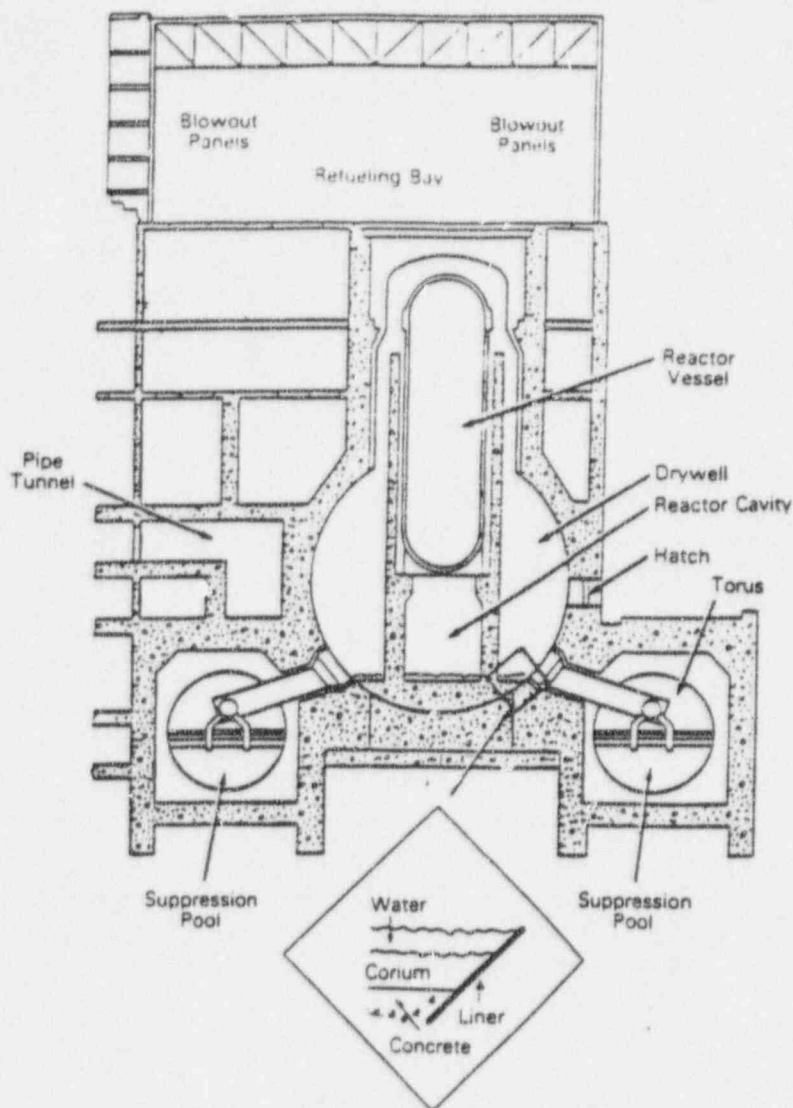 Blowout
Panels
Blowout
Panels
Refueling Bay
Reactor
Vessel
Pipe
Tunnel
Drywell
Reactor Cavity
Hatch
Torus
Suppression
Pool
Suppression
Pool
Water
Corium
Liner
Concrete